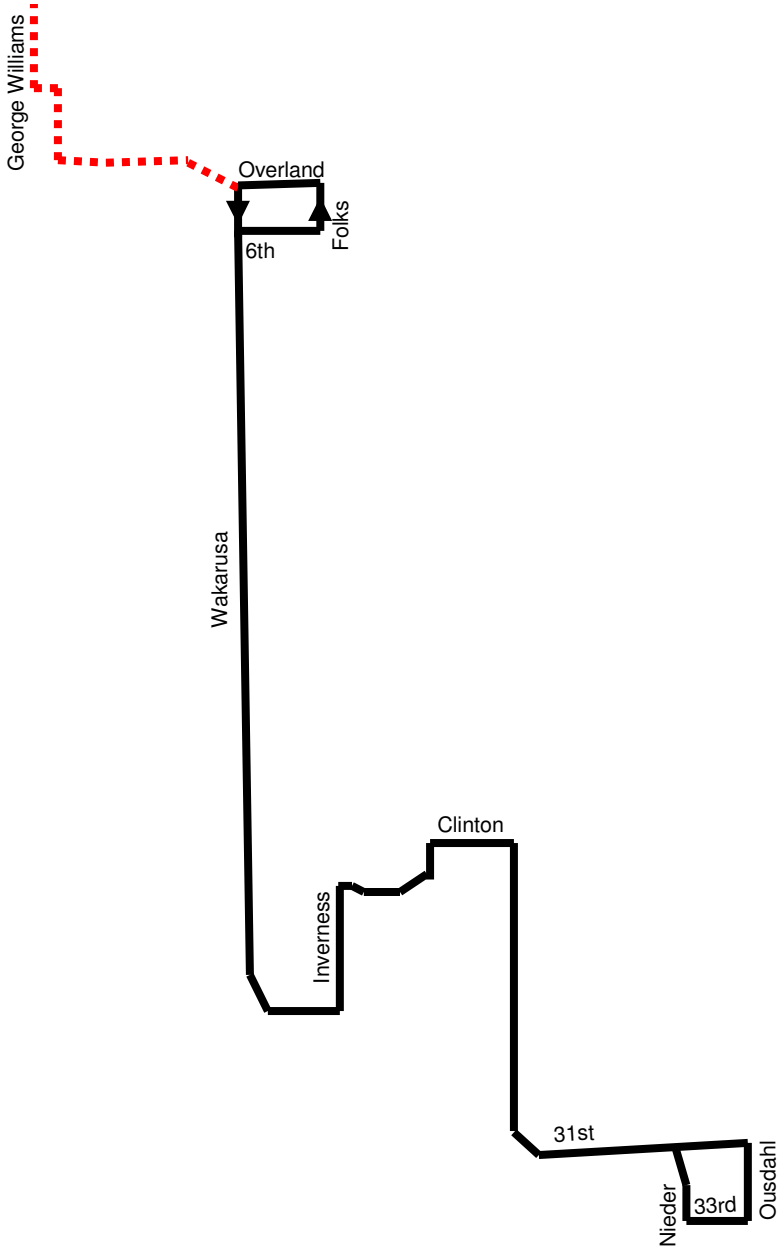 George Williams
Overland
Folks
6th
Wakarusa
Clinton
Inverness
31st
Ousdahl
Nieder
33rd